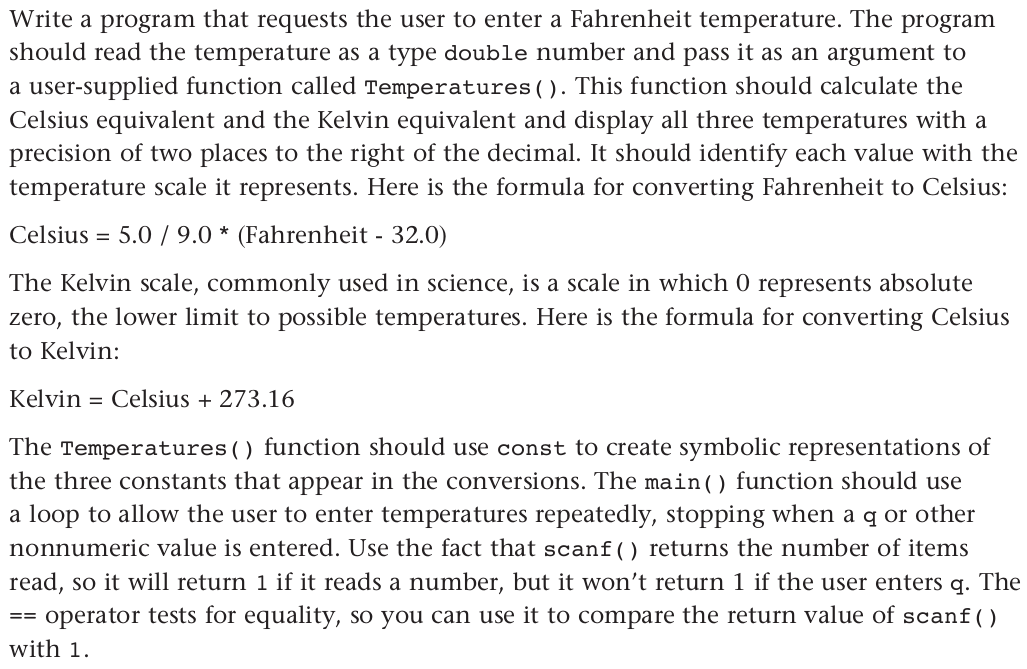 Write a program that requests the user to enter a Fahrenheit temperature. The program
should read the temperature as a type double number and pass it as an argument to
a user-supplied function called Temperatures(). This function should calculate the
Celsius equivalent and the Kelvin equivalent and display all three temperatures with a
precision of two places to the right of the decimal. It should identify each value with the
temperature scale it represents. Here is the formula for converting Fahrenheit to Celsius:
Celsius = 5.0 / 9.0 * (Fahrenheit - 32.0)
The Kelvin scale, commonly used in science, is a scale in which 0 represents absolute
zero, the lower limit to possible temperatures. Here is the formula for converting Celsius
to Kelvin:
Kelvin = Celsius + 273.16
The Temperatures() function should use const to create symbolic representations of
the three constants that appear in the conversions. The main() function should use
a loop to allow the user to enter temperatures repeatedly, stopping when a q or other
nonnumeric value is entered. Use the fact that scanf() returns the number of items
read, so it will return 1 if it reads a number, but it won’t return 1 if the user enters q. The
== operator tests for equality, so you can use it to compare the return value of scanf()
with 1.